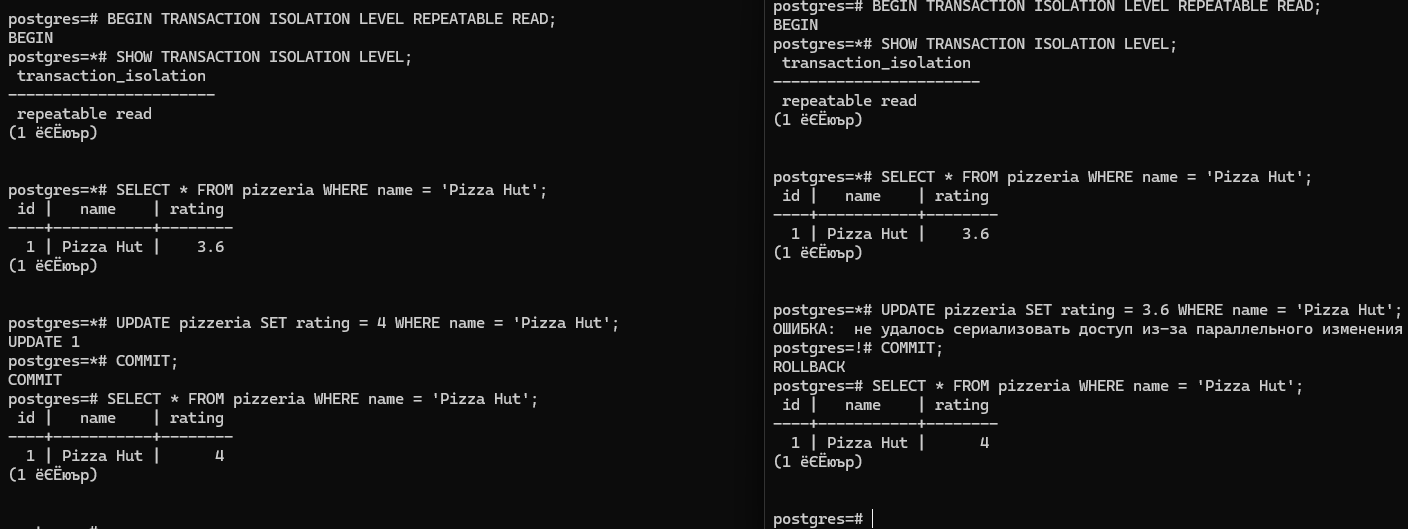 postgres=# BEGIN TRANSACTION ISOLATION LEVEL REPEATABLE READ;
BEGIN
postgres=*# SHOW TRANSACTION ISOLATION LEVEL;
 transaction_isolation
-----------------------
 repeatable read
(1 ёЄЁюър)
postgres=*# SELECT * FROM pizzeria WHERE name = 'Pizza Hut';
 id |   name    | rating
----+-----------+--------
  1 | Pizza Hut |    3.6
(1 ёЄЁюър)
postgres=*# UPDATE pizzeria SET rating = 4 WHERE name = 'Pizza Hut';
UPDATE 1
postgres=*# COMMIT;
COMMIT
postgres=# SELECT * FROM pizzeria WHERE name = 'Pizza Hut';
 id |   name    | rating
----+-----------+--------
  1 | Pizza Hut |      4
(1 ёЄЁюър)
postgres=# BEGIN TRANSACTION ISOLATION LEVEL REPEATABLE READ;
BEGIN
postgres=*# SHOW TRANSACTION ISOLATION LEVEL;
 transaction_isolation
-----------------------
 repeatable read
(1 ёЄЁюър)
postgres=*# SELECT * FROM pizzeria WHERE name = 'Pizza Hut';
 id |   name    | rating
----+-----------+--------
  1 | Pizza Hut |    3.6
(1 ёЄЁюър)
postgres=*# UPDATE pizzeria SET rating = 3.6 WHERE name = 'Pizza Hut';
ОШИБКА:  не удалось сериализовать доступ из-за параллельного изменения
postgres=!# COMMIT;
ROLLBACK
postgres=# SELECT * FROM pizzeria WHERE name = 'Pizza Hut';
 id |   name    | rating
----+-----------+--------
  1 | Pizza Hut |      4
(1 ёЄЁюър)
postgres=#